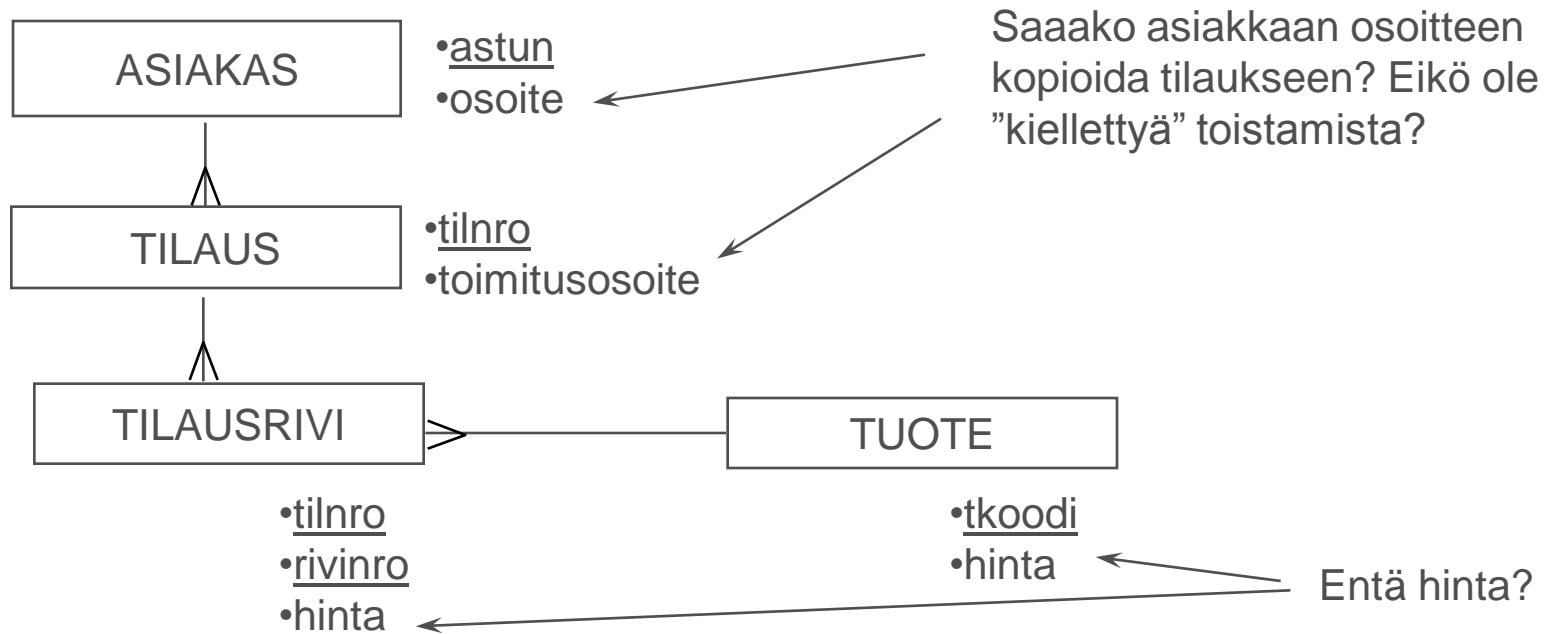 ASIAKAS
•astun
•osoite
Saaako asiakkaan osoitteen
kopioida tilaukseen? Eikö ole
”kiellettyä” toistamista?
TILAUS
•tilnro
•toimitusosoite
TILAUSRIVI
TUOTE
•tilnro
•rivinro
•hinta
•tkoodi
•hinta
Entä hinta?